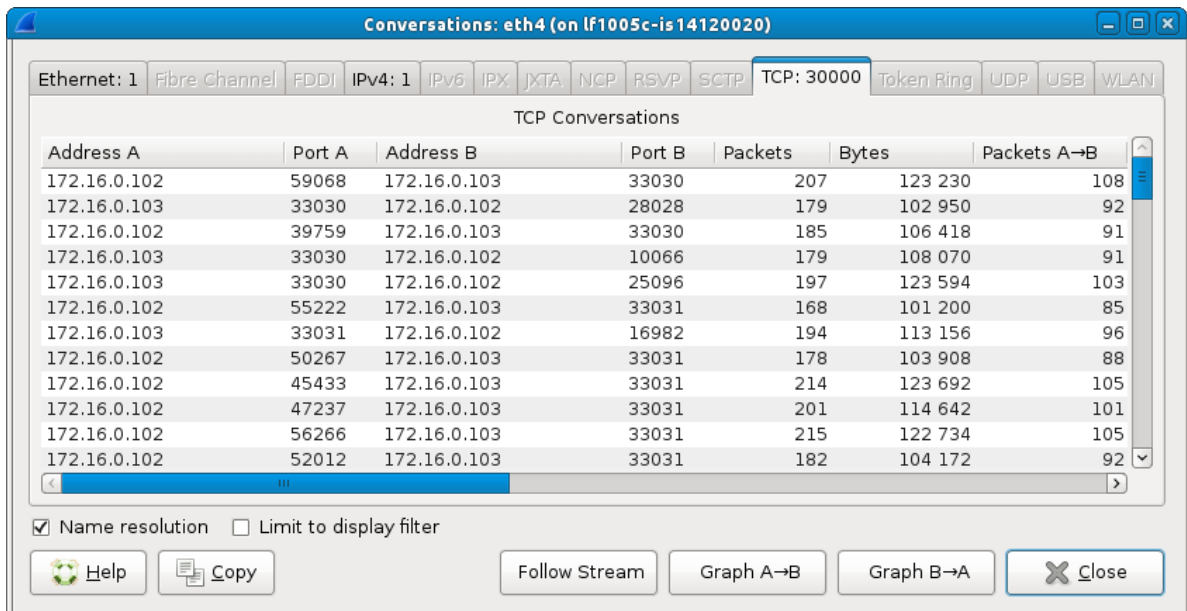 Conversations: eth4 (on lf1005c-is14120020)
Ethernet: 1 Fibre Channel FDDI IPv4: 1 IPv6 IPX JXTA NCP RSVP SCTP TCP: 30000 Token Ring UDP USB WLAN
TCP Conversations
Address A Port A Address B Port B Packets Bytes Packets A→B
172.16.0.102 59068 172.16.0.103 33030 207 123 230 108
172.16.0.103 33030 172.16.0.102 28028 179 102 950 92
172.16.0.102 39759 172.16.0.103 33030 185 106 418 91
172.16.0.103 33030 172.16.0.102 10066 179 108 070 91
172.16.0.103 33030 172.16.0.102 25096 197 123 594 103
172.16.0.102 55222 172.16.0.103 33031 168 101 200 85
172.16.0.103 33031 172.16.0.102 16982 194 113 156 96
172.16.0.102 50267 172.16.0.103 33031 178 103 908 88
172.16.0.102 45433 172.16.0.103 33031 214 123 692 105
172.16.0.102 47237 172.16.0.103 33031 201 114 642 101
172.16.0.102 56266 172.16.0.103 33031 215 122 734 105
172.16.0.102 52012 172.16.0.103 33031 182 104 172 92
Name resolution Limit to display filter
Help Copy Follow Stream Graph A→B Graph B→A Close